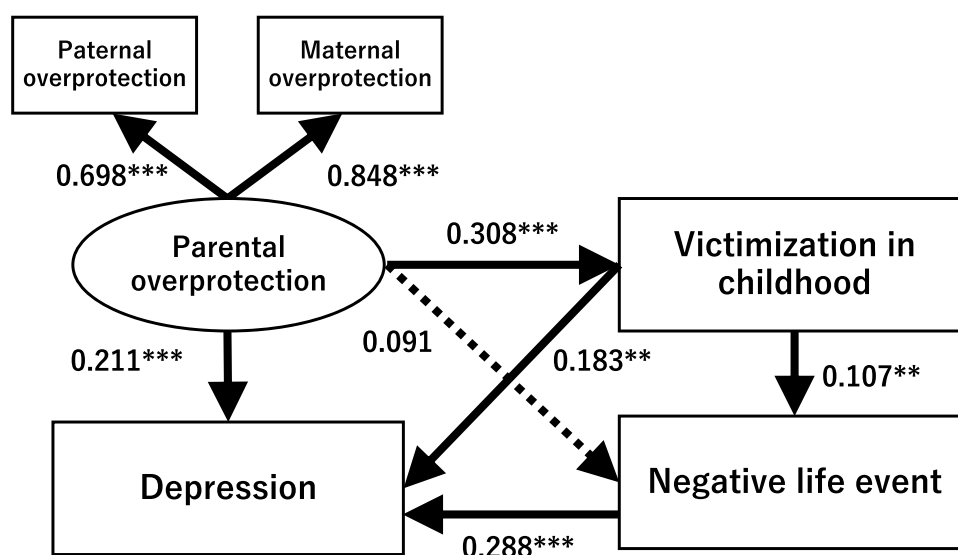 Paternal
overprotection
Maternal
overprotection
0.698***
0.848***
Parental
overprotection
0.308***
Victimization in
childhood
0.211***
0.091
0.183**
0.107**
Depression
Negative life event
0.288***